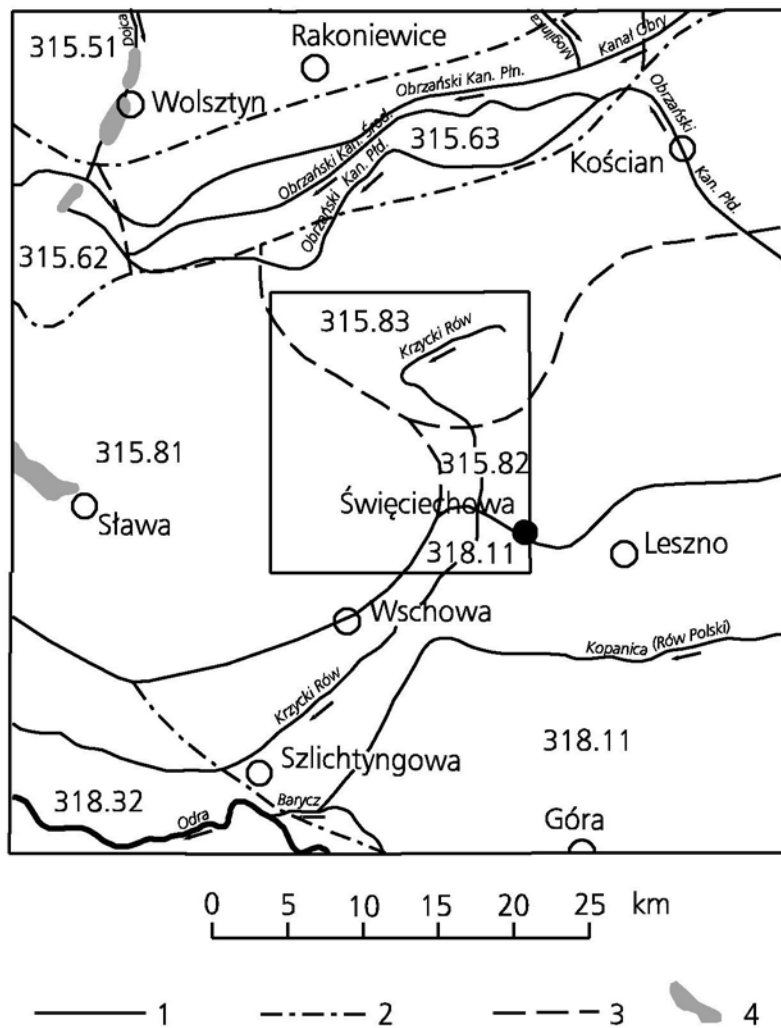 pojca
315.51
Rakoniewice
Moglnica
Kanał Obry
Wolsztyn
Obrzański Kan. Płn.
Obrzański Kan. Środ.
315.63
Obrzański Kan. Płd.
Kościan
Obrzański Kan. Płd.
315.62
315.83
Krzycki Rów
315.81
315.82
Sława
Święciechowa
318.11
Leszno
Wschowa
Kopanica (Rów Polski)
Krzycki Rów
Szlichtyngowa
318.11
318.32
Odra
Barycz
Góra
0 5 10 15 20 25 km
1 2 3 4